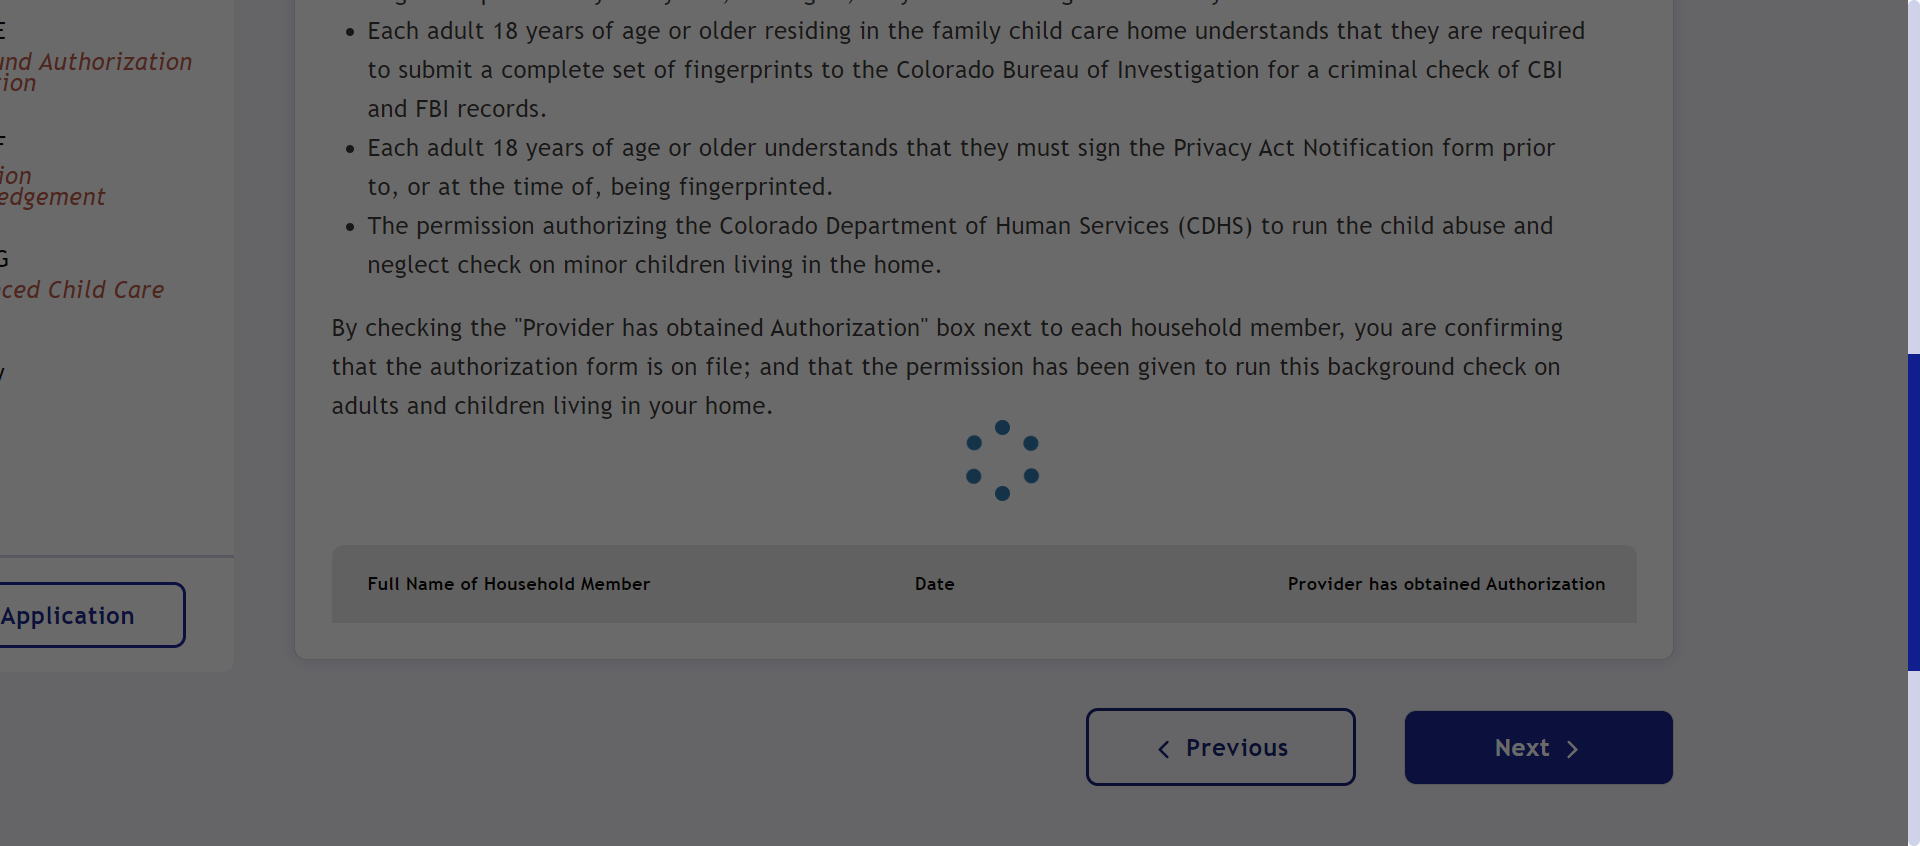 Each adult 18 years of age or older residing in the family child care home understands that they are required
to submit a complete set of fingerprints to the Colorado Bureau of Investigation for a criminal check of CBI
and FBI records.
Each adult 18 years of age or older understands that they must sign the Privacy Act Notification form prior
to, or at the time of, being fingerprinted.
The permission authorizing the Colorado Department of Human Services (CDHS) to run the child abuse and
neglect check on minor children living in the home.
By checking the "Provider has obtained Authorization" box next to each household member, you are confirming
that the authorization form is on file; and that the permission has been given to run this background check on
adults and children living in your home.
Full Name of Household Member Date Provider has obtained Authorization
Previous Next
E
und Authorization
tion
F
ion
edgement
G
ced Child Care
Application